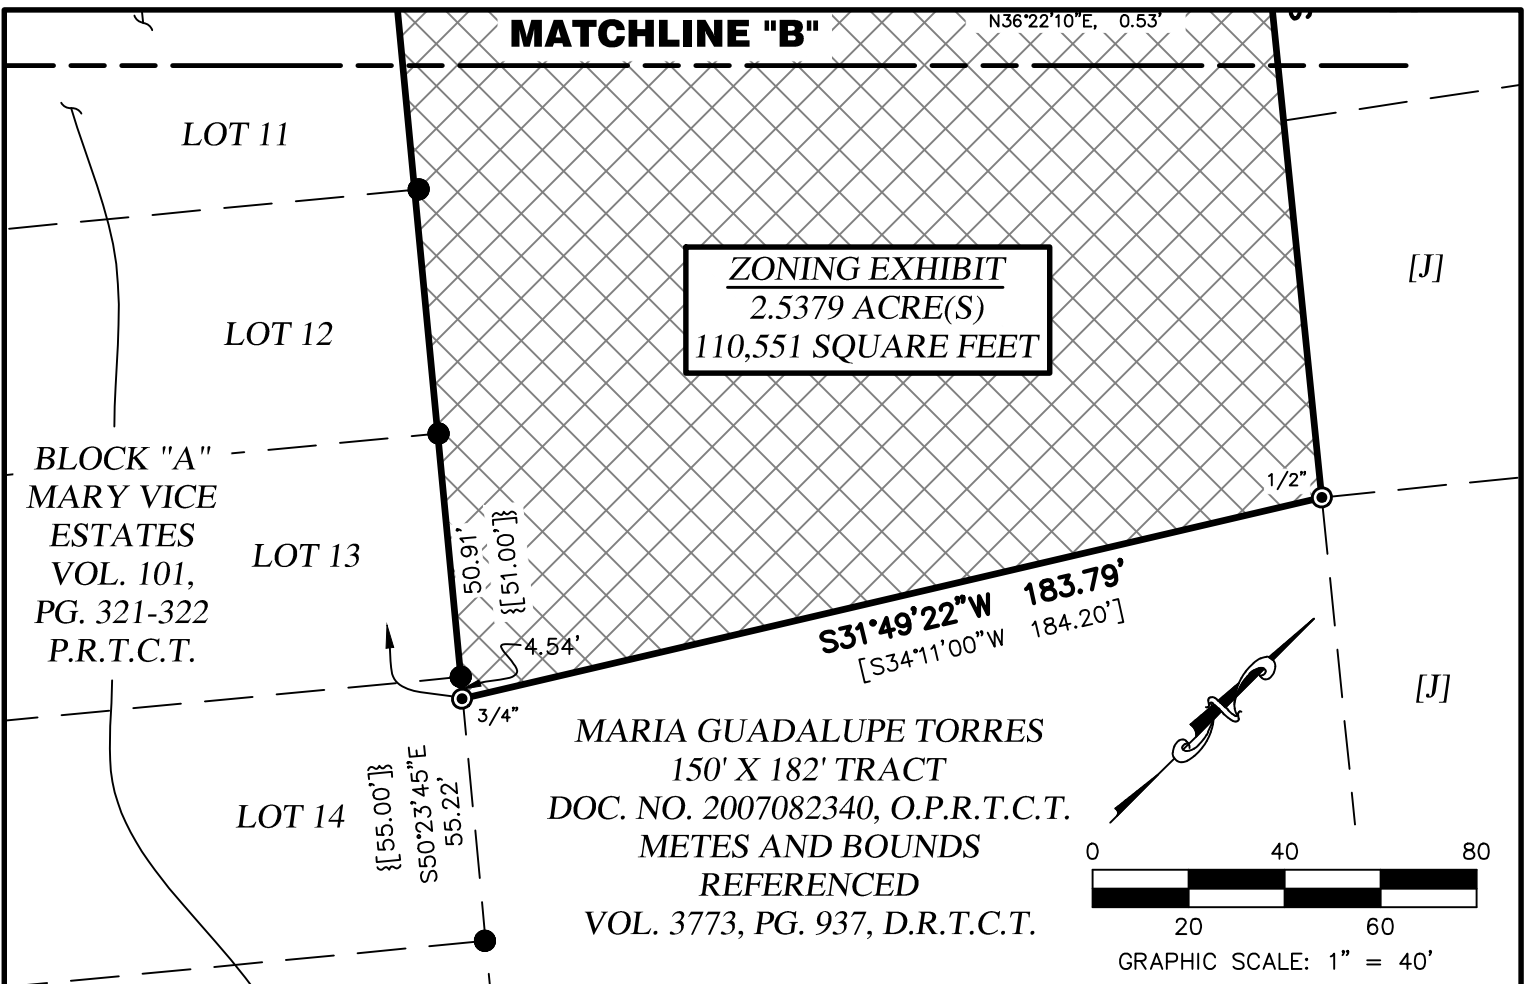 MATCHLINE "B"
N36°22'10"E, 0.53'
LOT 11
ZONING EXHIBIT
2.5379 ACRE(S)
110,551 SQUARE FEET
[J]
LOT 12
BLOCK "A"
MARY VICE
ESTATES
VOL. 101,
PG. 321-322
P.R.T.C.T.
LOT 13
50.91'
{[51.00']}
1/2"
S31°49'22"W 183.79'
[S34°11'00"W 184.20']
4.54'
3/4"
[J]
MARIA GUADALUPE TORRES
150' X 182' TRACT
DOC. NO. 2007082340, O.P.R.T.C.T.
METES AND BOUNDS
REFERENCED
VOL. 3773, PG. 937, D.R.T.C.T.
LOT 14
{[55.00']}
S50°23'45"E
55.22'
0 40 80
20 60
GRAPHIC SCALE: 1" = 40'